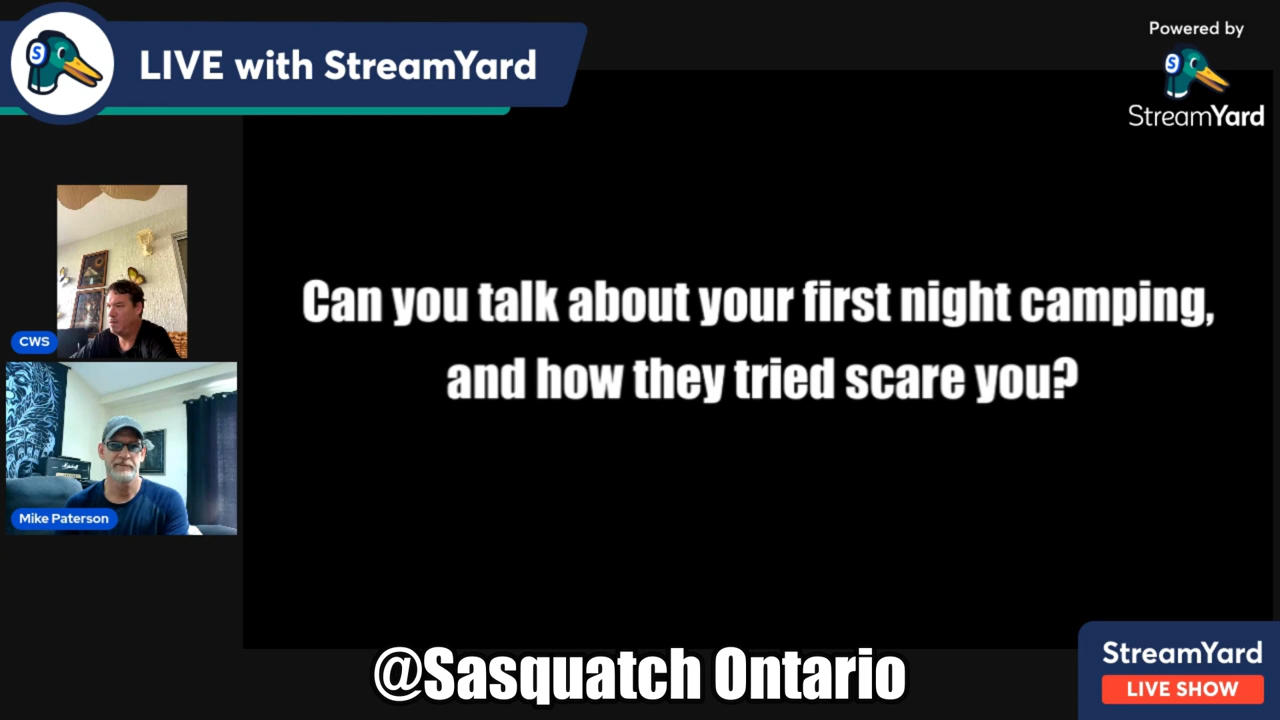 S
LIVE with StreamYard
Powered by
S
StreamYard
Can you talk about your first night camping,
and how they tried scare you?
CWS
Marshall
Mike Paterson
@Sasquatch Ontario
StreamYard
LIVE SHOW